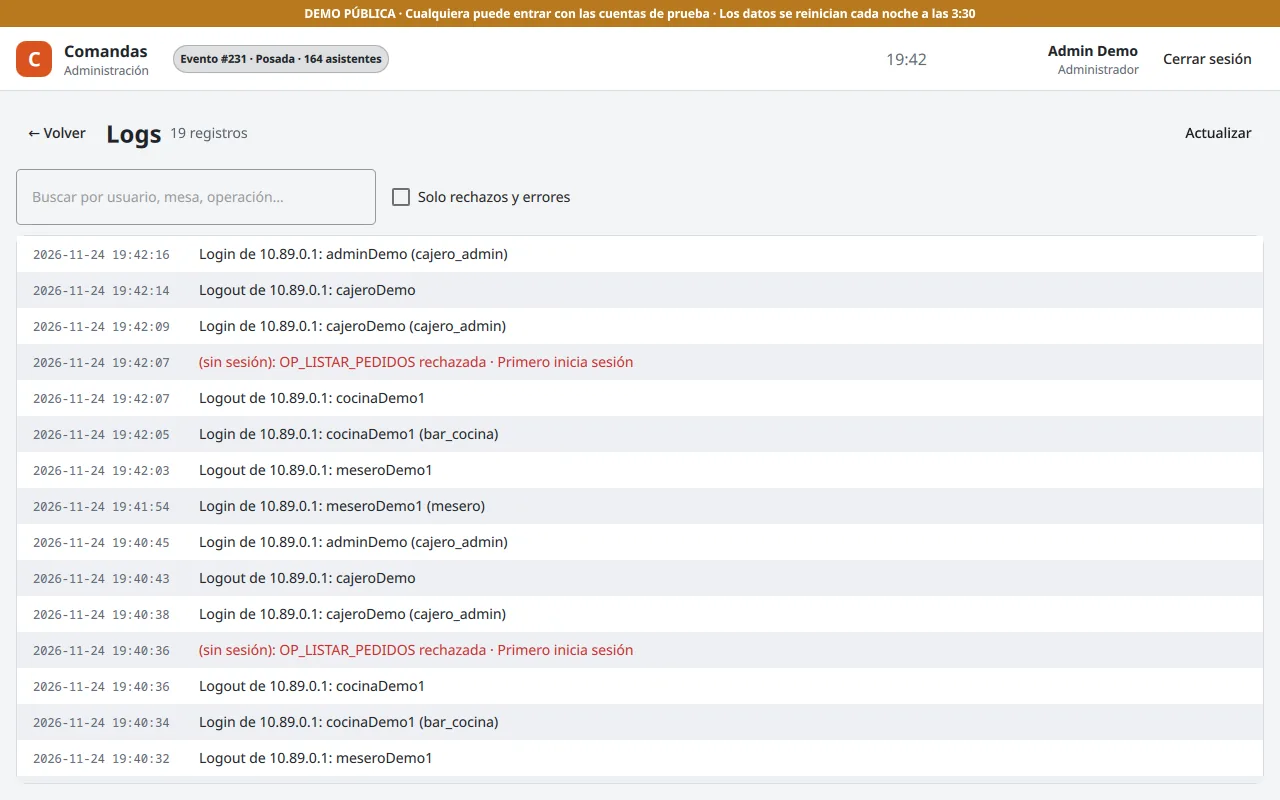 DEMO PÚBLICA · Cualquiera puede entrar con las cuentas de prueba · Los datos se reinician cada noche a las 3:30
C
Comandas
Administración
Evento #231 · Posada · 164 asistentes
19:42
Admin Demo
Administrador
Cerrar sesión
← Volver
Logs
19 registros
Actualizar
Buscar por usuario, mesa, operación...
Solo rechazos y errores
2026-11-24 19:42:16 Login de 10.89.0.1: adminDemo (cajero_admin)
2026-11-24 19:42:14 Logout de 10.89.0.1: cajeroDemo
2026-11-24 19:42:09 Login de 10.89.0.1: cajeroDemo (cajero_admin)
2026-11-24 19:42:07 (sin sesión): OP_LISTAR_PEDIDOS rechazada · Primero inicia sesión
2026-11-24 19:42:07 Logout de 10.89.0.1: cocinaDemo1
2026-11-24 19:42:05 Login de 10.89.0.1: cocinaDemo1 (bar_cocina)
2026-11-24 19:42:03 Logout de 10.89.0.1: meseroDemo1
2026-11-24 19:41:54 Login de 10.89.0.1: meseroDemo1 (mesero)
2026-11-24 19:40:45 Login de 10.89.0.1: adminDemo (cajero_admin)
2026-11-24 19:40:43 Logout de 10.89.0.1: cajeroDemo
2026-11-24 19:40:38 Login de 10.89.0.1: cajeroDemo (cajero_admin)
2026-11-24 19:40:36 (sin sesión): OP_LISTAR_PEDIDOS rechazada · Primero inicia sesión
2026-11-24 19:40:36 Logout de 10.89.0.1: cocinaDemo1
2026-11-24 19:40:34 Login de 10.89.0.1: cocinaDemo1 (bar_cocina)
2026-11-24 19:40:32 Logout de 10.89.0.1: meseroDemo1